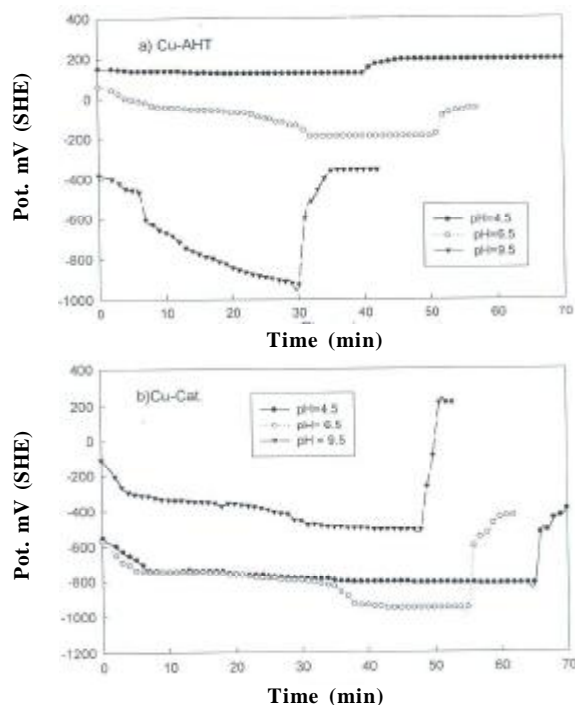 400
a) Cu-AHT
200
0
-200
-400
-600
-800
-1000
Pot. mV (SHE)
pH=4.5
pH=6.5
pH=9.5
0 10 20 30 40 50 60 70
Time (min)
400
b)Cu-Cat.
200
0
-200
-400
-600
-800
-1000
-1200
Pot. mV (SHE)
pH=4.5
pH= 6.5
pH = 9.5
0 10 20 30 40 50 60 70
Time (min)